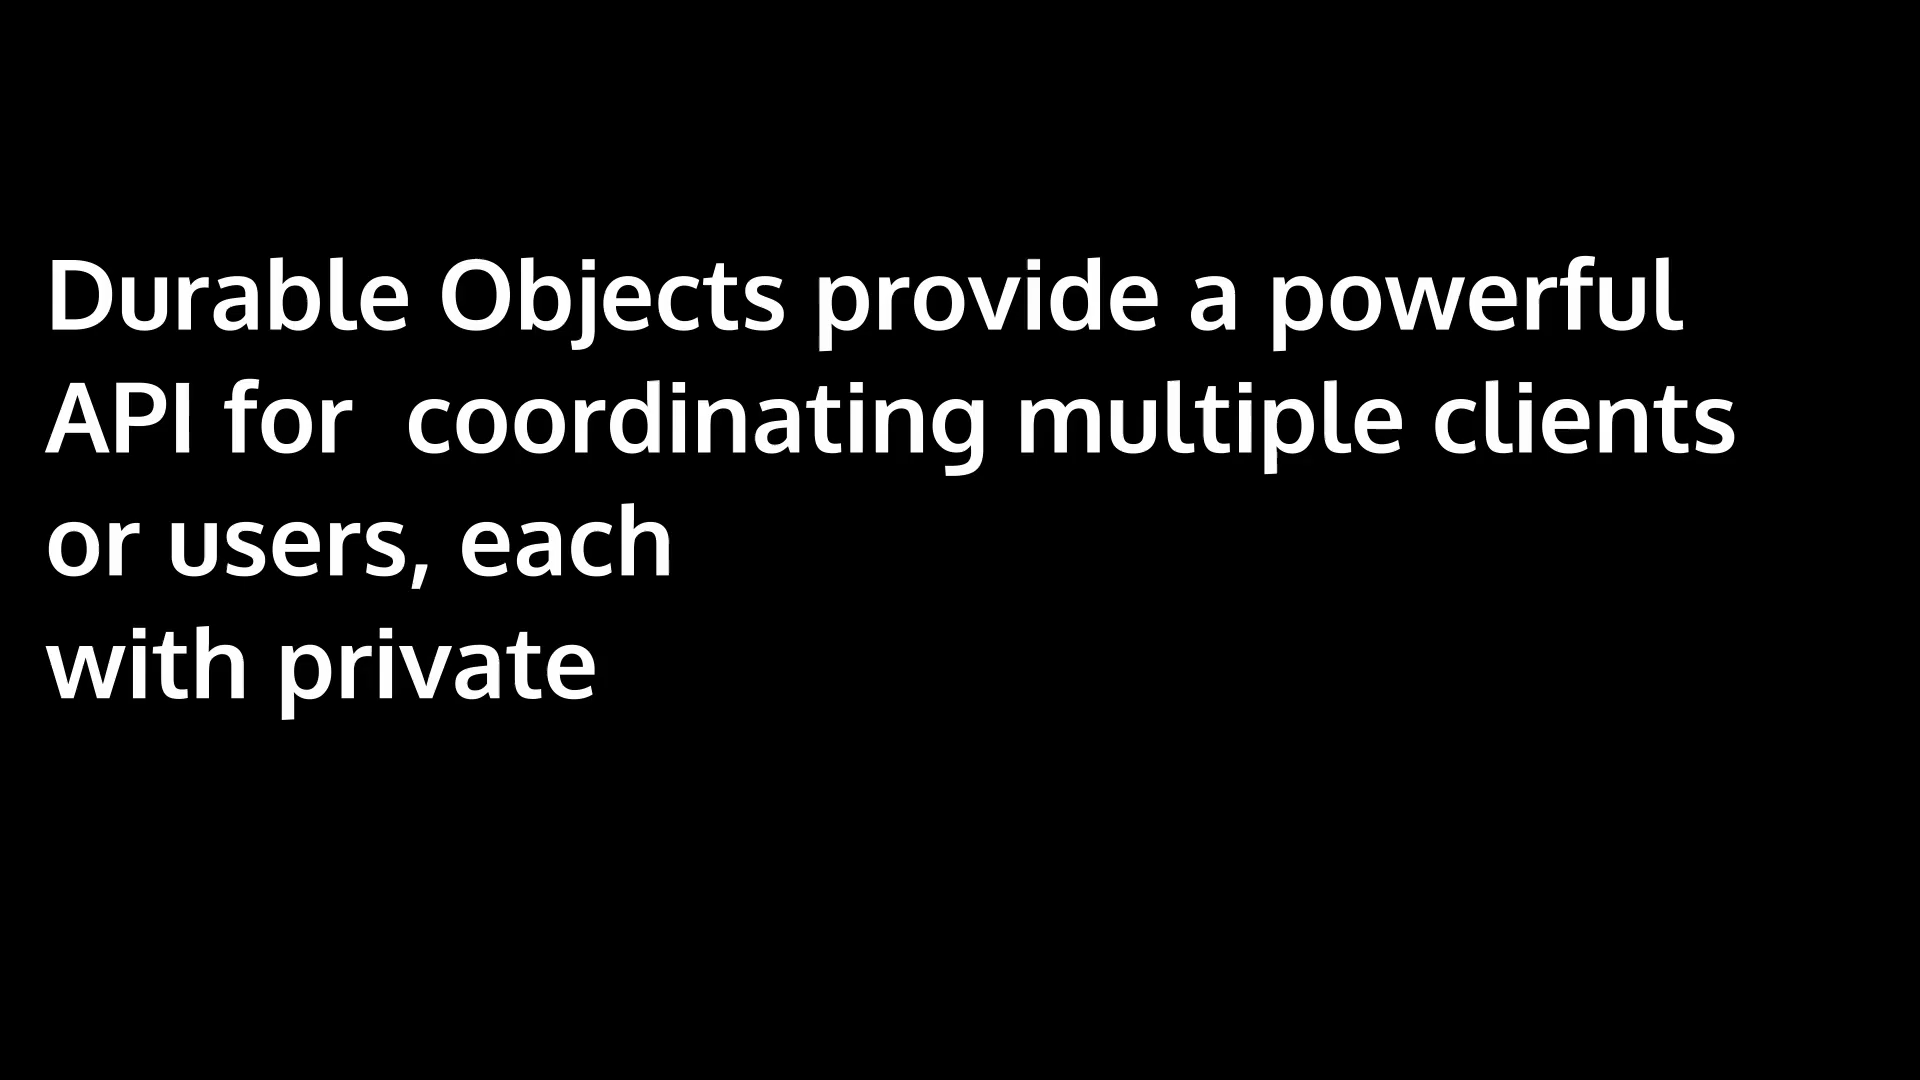 Durable Objects provide a powerful
API for  coordinating multiple clients
or users, each
with private